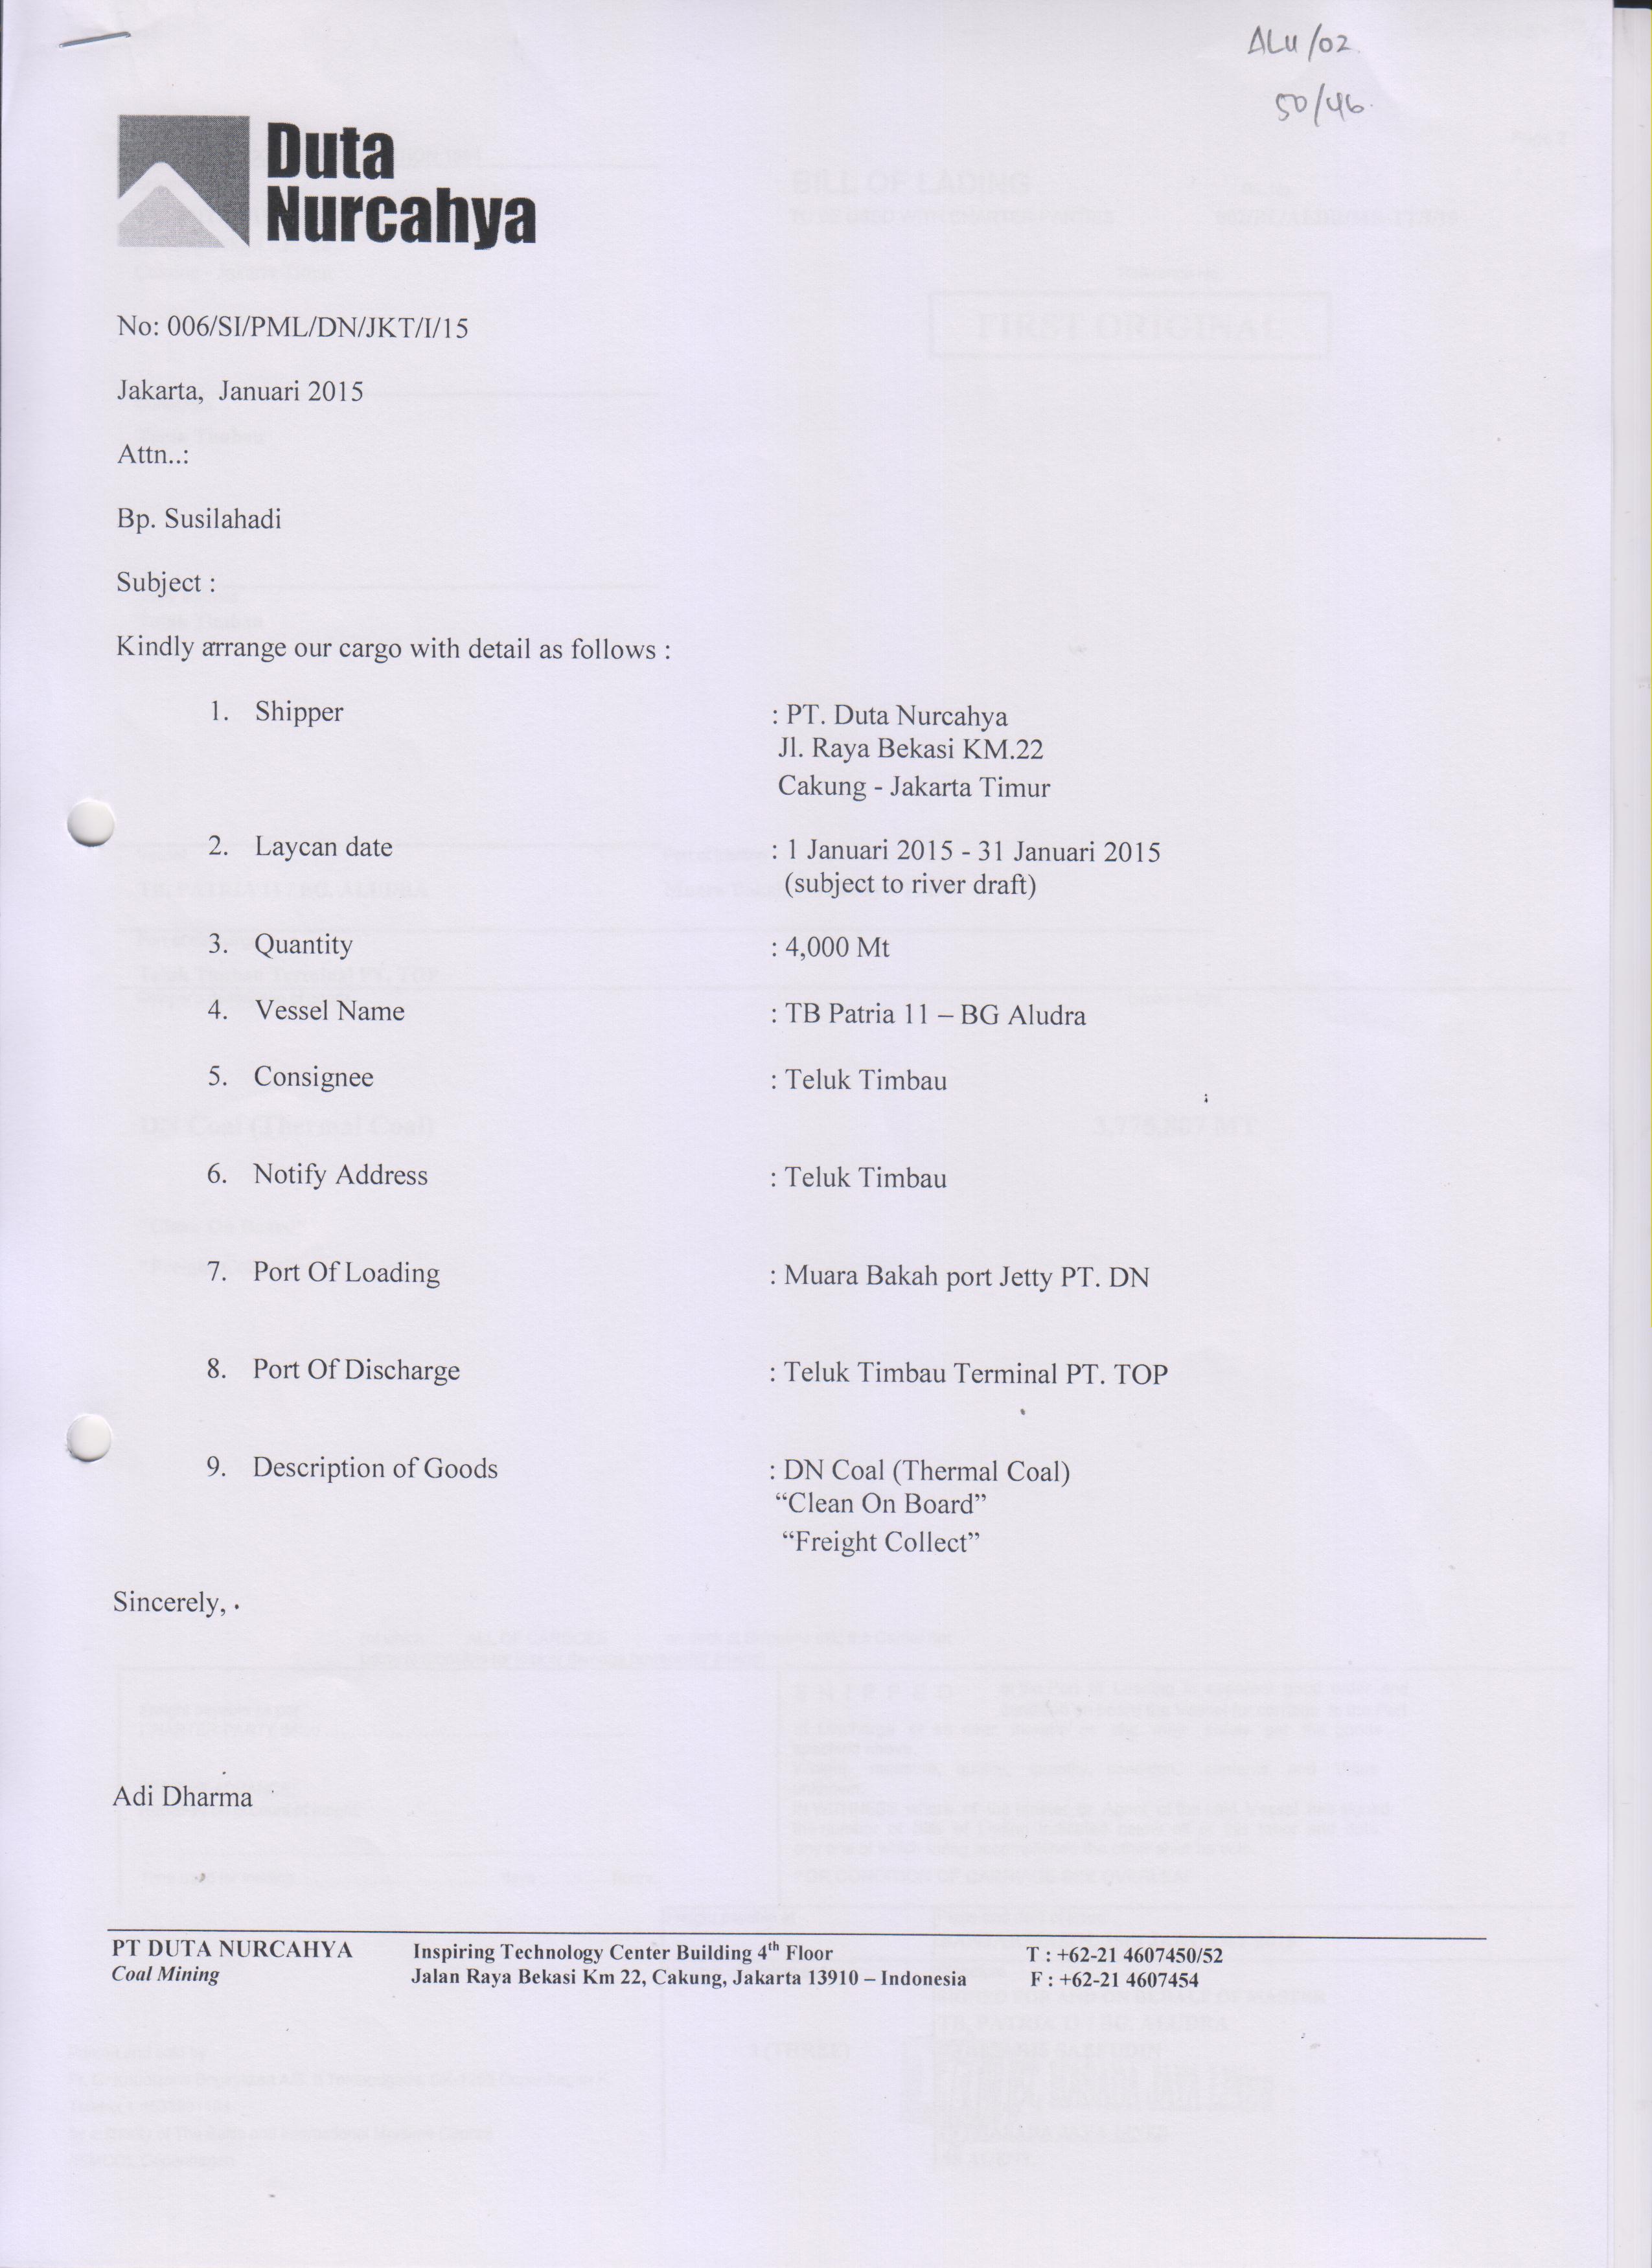 ALU/02
50/46
Duta
Nurcahya
No: 006/SI/PML/DN/JKT/I/15
Jakarta, Januari 2015
Attn..:
Bp. Susilahadi
Subject :
Kindly arrange our cargo with detail as follows :
1. Shipper : PT. Duta Nurcahya
Jl. Raya Bekasi KM.22
Cakung - Jakarta Timur
2. Laycan date : 1 Januari 2015 - 31 Januari 2015
(subject to river draft)
3. Quantity : 4,000 Mt
4. Vessel Name : TB Patria 11 – BG Aludra
5. Consignee : Teluk Timbau
6. Notify Address : Teluk Timbau
7. Port Of Loading : Muara Bakah port Jetty PT. DN
8. Port Of Discharge : Teluk Timbau Terminal PT. TOP
9. Description of Goods : DN Coal (Thermal Coal)
“Clean On Board”
“Freight Collect”
Sincerely,
Adi Dharma
PT DUTA NURCAHYA Inspiring Technology Center Building 4th Floor T : +62-21 4607450/52
Coal Mining Jalan Raya Bekasi Km 22, Cakung, Jakarta 13910 – Indonesia F : +62-21 4607454